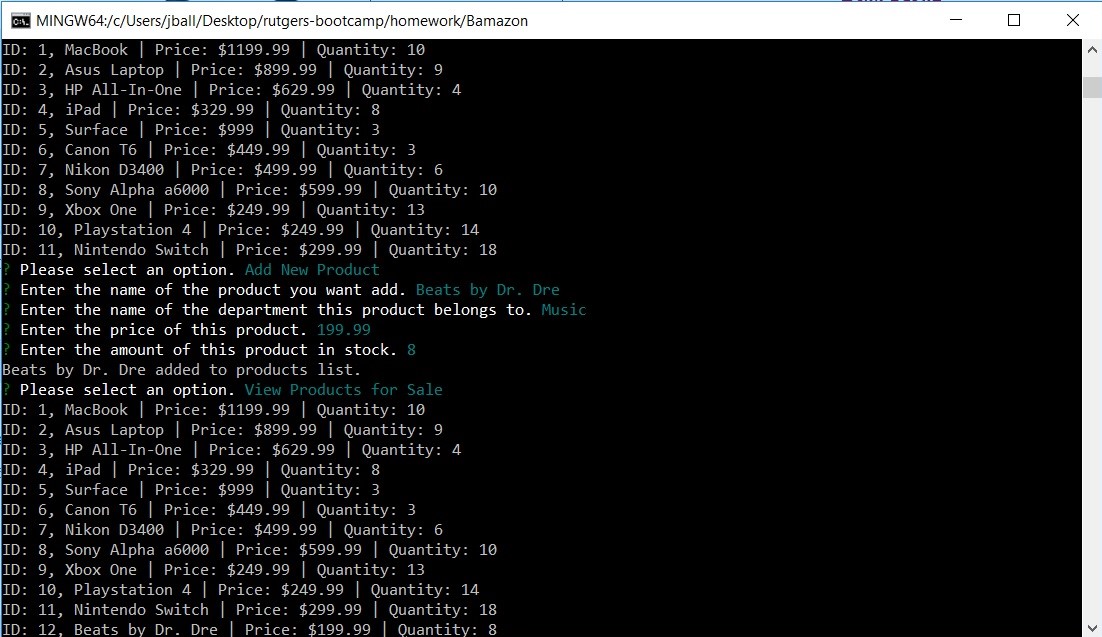 MINGW64:/c/Users/jball/Desktop/rutgers-bootcamp/homework/Bamazon
ID: 1, MacBook | Price: $1199.99 | Quantity: 10
ID: 2, Asus Laptop | Price: $899.99 | Quantity: 9
ID: 3, HP All-In-One | Price: $629.99 | Quantity: 4
ID: 4, iPad | Price: $329.99 | Quantity: 8
ID: 5, Surface | Price: $999 | Quantity: 3
ID: 6, Canon T6 | Price: $449.99 | Quantity: 3
ID: 7, Nikon D3400 | Price: $499.99 | Quantity: 6
ID: 8, Sony Alpha a6000 | Price: $599.99 | Quantity: 10
ID: 9, Xbox One | Price: $249.99 | Quantity: 13
ID: 10, Playstation 4 | Price: $249.99 | Quantity: 14
ID: 11, Nintendo Switch | Price: $299.99 | Quantity: 18
? Please select an option. Add New Product
? Enter the name of the product you want add. Beats by Dr. Dre
? Enter the name of the department this product belongs to. Music
? Enter the price of this product. 199.99
? Enter the amount of this product in stock. 8
Beats by Dr. Dre added to products list.
? Please select an option. View Products for Sale
ID: 1, MacBook | Price: $1199.99 | Quantity: 10
ID: 2, Asus Laptop | Price: $899.99 | Quantity: 9
ID: 3, HP All-In-One | Price: $629.99 | Quantity: 4
ID: 4, iPad | Price: $329.99 | Quantity: 8
ID: 5, Surface | Price: $999 | Quantity: 3
ID: 6, Canon T6 | Price: $449.99 | Quantity: 3
ID: 7, Nikon D3400 | Price: $499.99 | Quantity: 6
ID: 8, Sony Alpha a6000 | Price: $599.99 | Quantity: 10
ID: 9, Xbox One | Price: $249.99 | Quantity: 13
ID: 10, Playstation 4 | Price: $249.99 | Quantity: 14
ID: 11, Nintendo Switch | Price: $299.99 | Quantity: 18
ID: 12, Beats by Dr. Dre | Price: $199.99 | Quantity: 8